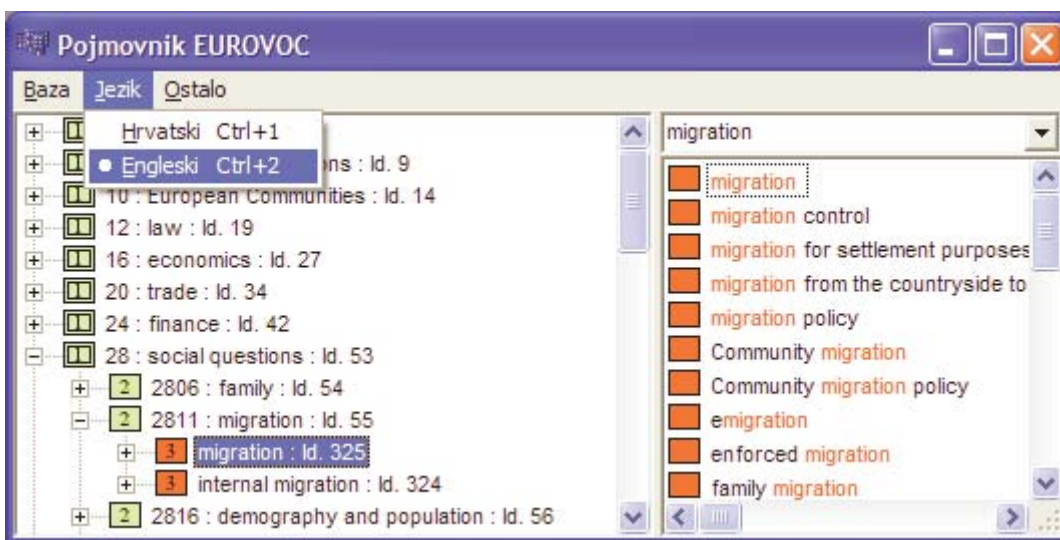 Pojmovnik EUROVOC
Baza Jezik Ostalo
Hrvatski Ctrl+1
Engleski Ctrl+2
ns : Id. 9
10 : European Communities : Id. 14
12 : law : Id. 19
16 : economics : Id. 27
20 : trade : Id. 34
24 : finance : Id. 42
28 : social questions : Id. 53
2 2806 : family : Id. 54
2 2811 : migration : Id. 55
3 migration : Id. 325
3 internal migration : Id. 324
2 2816 : demography and population : Id. 56
migration
migration
migration control
migration for settlement purposes
migration from the countryside to
migration policy
Community migration
Community migration policy
emigration
enforced migration
family migration